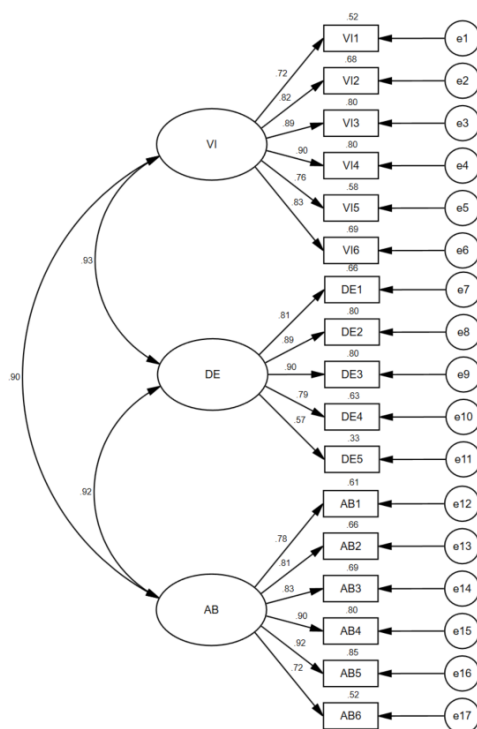 .52
VI1
e1
.72
.68
VI2
e2
.82
.80
VI3
e3
.89
.80
VI4
e4
.90
VI
.58
VI5
e5
.76
.69
VI6
e6
.83
.93
.66
DE1
e7
.81
.80
DE2
e8
.89
.80
DE3
e9
.90
DE
.90
.63
DE4
e10
.79
.33
DE5
e11
.57
.92
.61
AB1
e12
.78
.66
AB2
e13
.81
.69
AB3
e14
.83
AB
.80
AB4
e15
.90
.85
AB5
e16
.92
.52
AB6
e17
.72